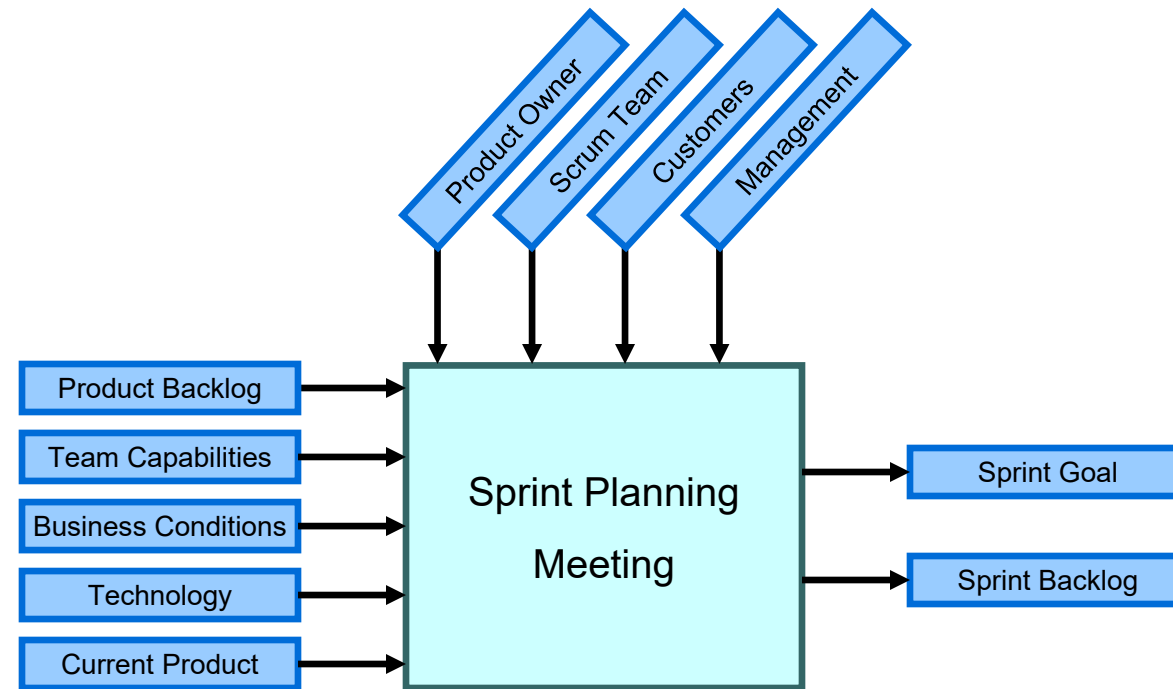 Product Owner
Scrum Team
Customers
Management
Product Backlog
Team Capabilities
Business Conditions
Technology
Current Product
Sprint Planning
Meeting
Sprint Goal
Sprint Backlog